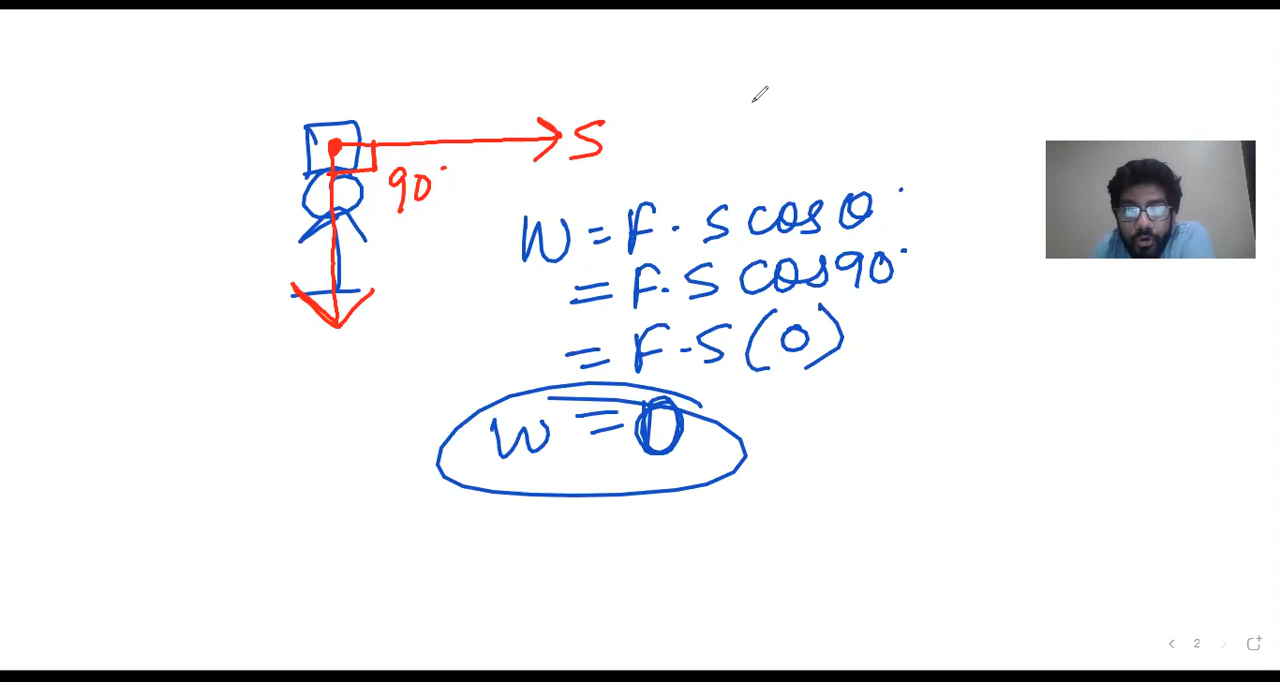 S
90°
W = F · S cos θ°
= F · S cos 90°
= F · S (0)
W = 0
2